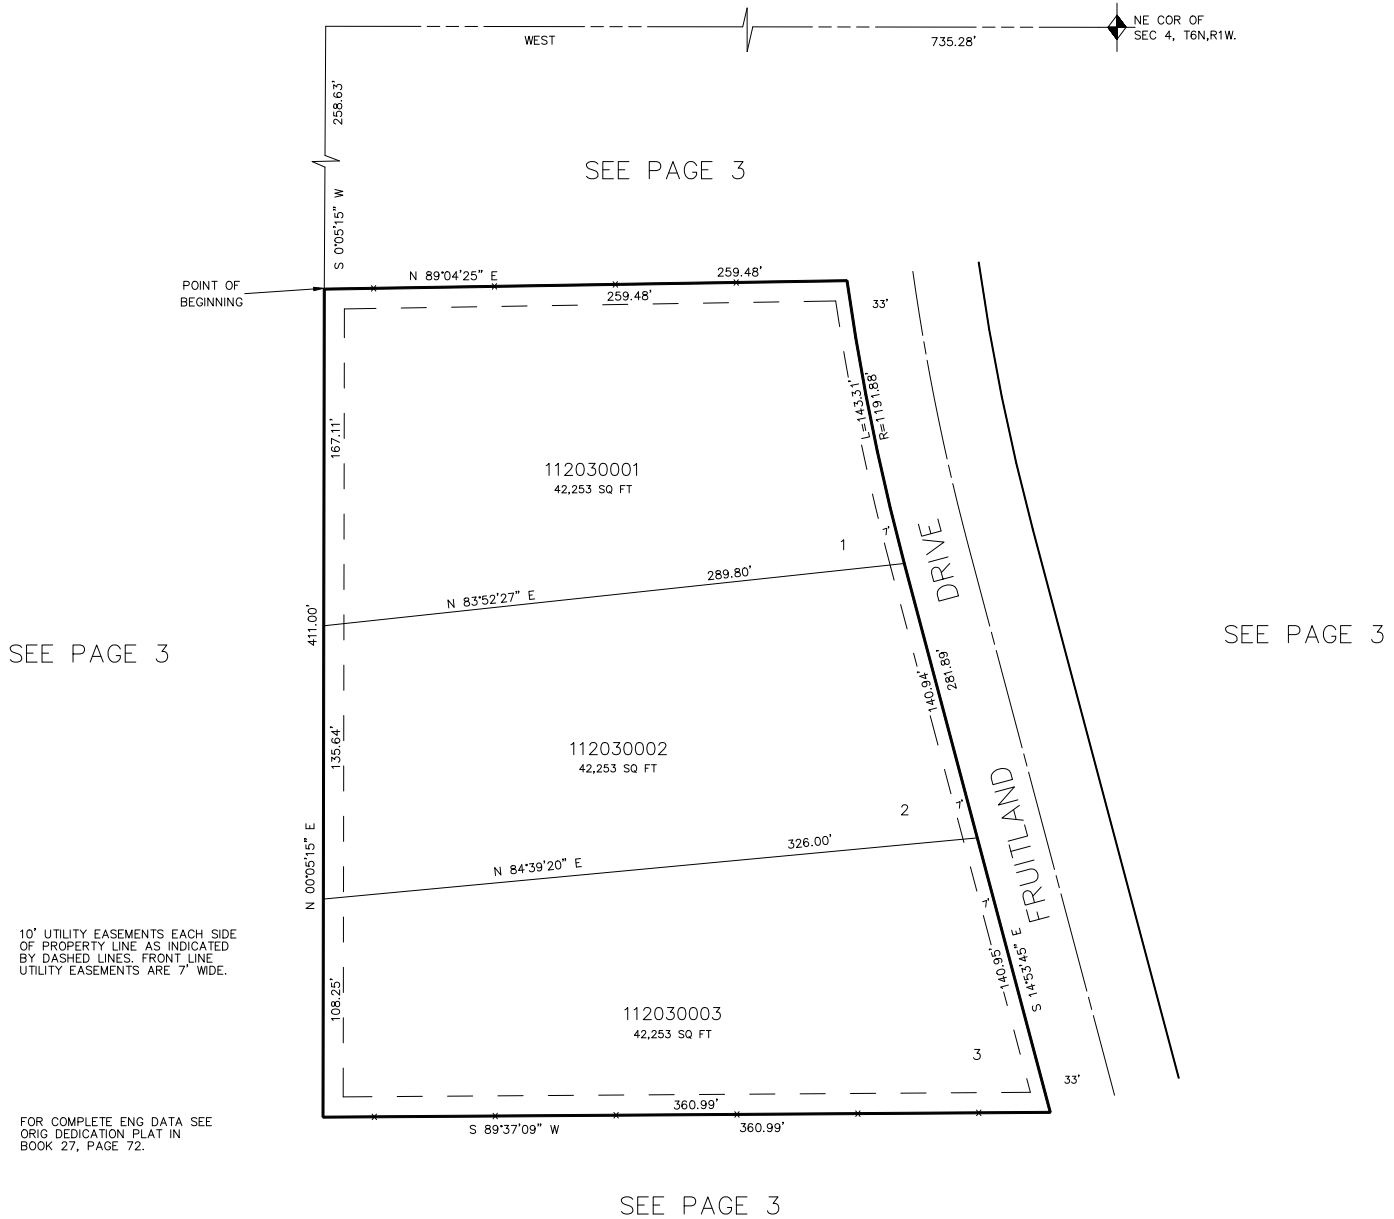 NE COR OF
SEC 4, T6N,R1W.
WEST
735.28'
258.63'
S 0°05'15" W
SEE PAGE 3
POINT OF
BEGINNING
N 89°04'25" E
259.48'
259.48'
33'
L=143.31'
R=1191.88'
167.11'
112030001
42,253 SQ FT
7'
1
DRIVE
N 83°52'27" E
289.80'
411.00'
SEE PAGE 3
SEE PAGE 3
140.94'
281.89'
135.64'
112030002
42,253 SQ FT
2
7'
FRUITLAND
N 84°39'20" E
326.00'
N 00°05'15" E
7'
10' UTILITY EASEMENTS EACH SIDE
OF PROPERTY LINE AS INDICATED
BY DASHED LINES. FRONT LINE
UTILITY EASEMENTS ARE 7' WIDE.
140.95'
S 14°53'45" E
108.25'
112030003
42,253 SQ FT
3
33'
360.99'
S 89°37'09" W
360.99'
FOR COMPLETE ENG DATA SEE
ORIG DEDICATION PLAT IN
BOOK 27, PAGE 72.
SEE PAGE 3